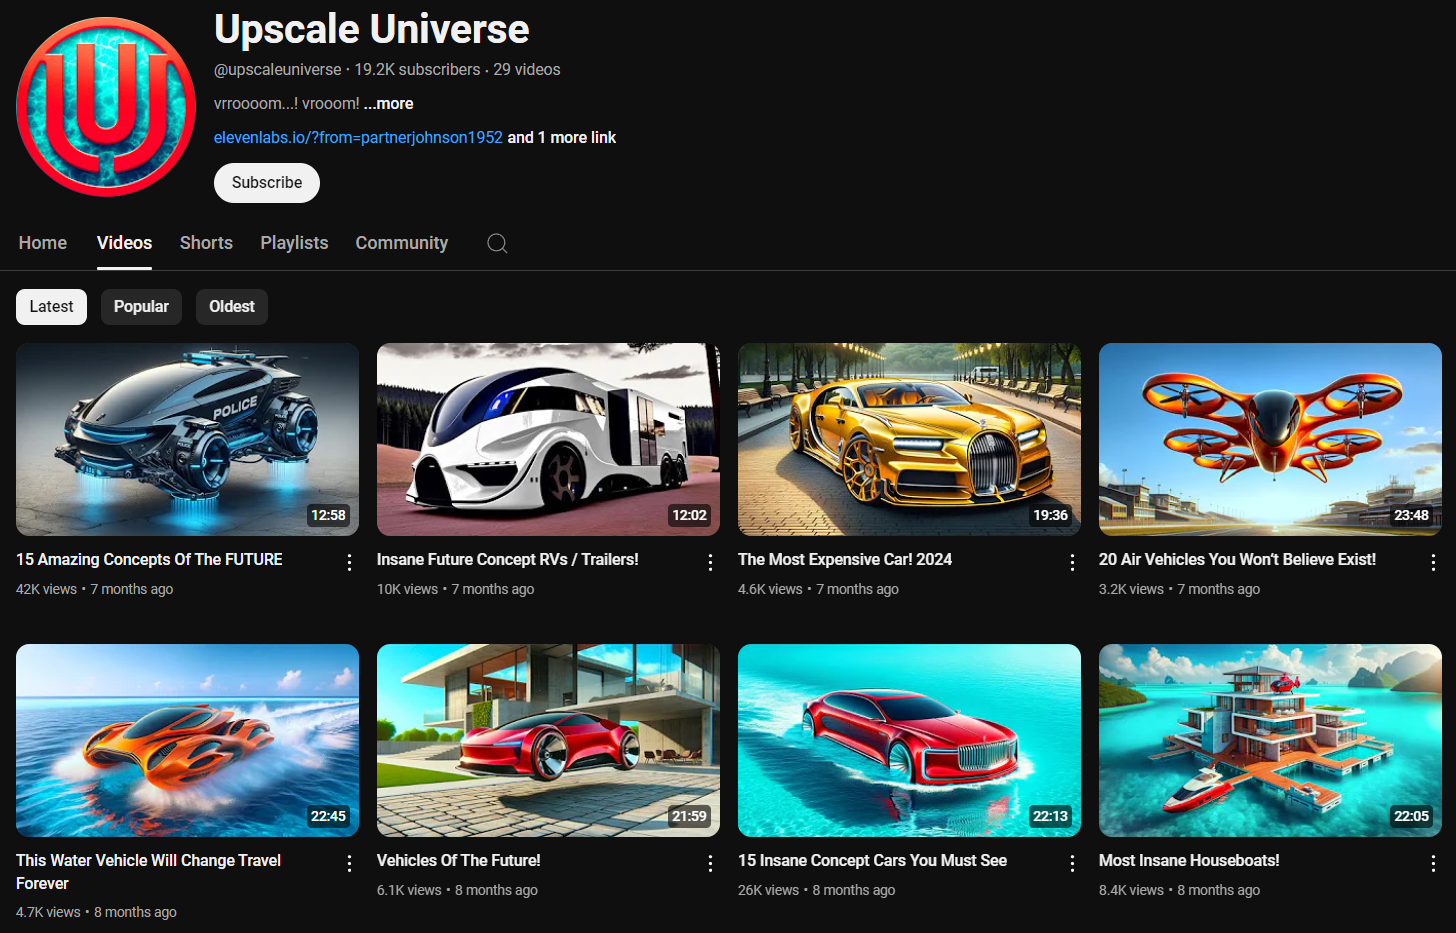 Upscale Universe
@upscaleuniverse · 19.2K subscribers · 29 videos
vrroooom...! vrooom! ...more
elevenlabs.io/?from=partnerjohnson1952 and 1 more link
Subscribe
Home Videos Shorts Playlists Community
Latest Popular Oldest
POLICE
12:58
12:02
19:36
23:48
15 Amazing Concepts Of The FUTURE
42K views • 7 months ago
Insane Future Concept RVs / Trailers!
10K views • 7 months ago
The Most Expensive Car! 2024
4.6K views • 7 months ago
20 Air Vehicles You Won't Believe Exist!
3.2K views • 7 months ago
22:45
21:59
22:13
22:05
This Water Vehicle Will Change Travel
Forever
4.7K views • 8 months ago
Vehicles Of The Future!
6.1K views • 8 months ago
15 Insane Concept Cars You Must See
26K views • 8 months ago
Most Insane Houseboats!
8.4K views • 8 months ago